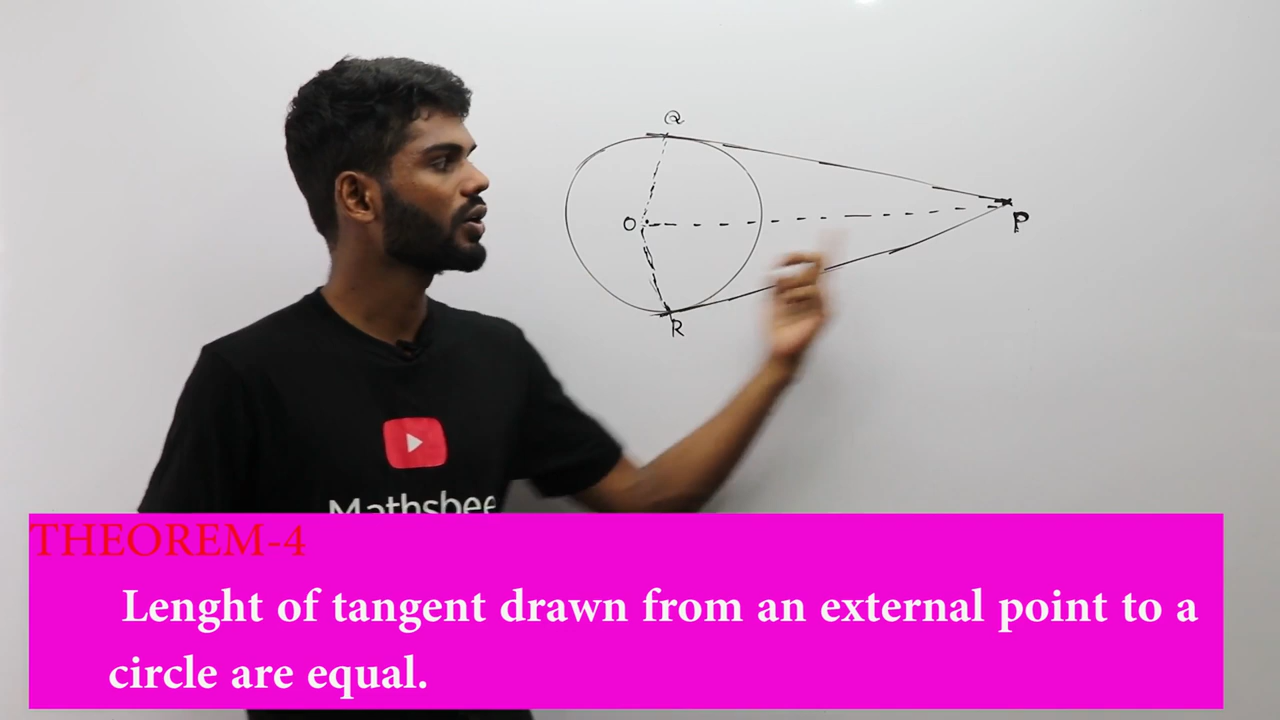 Q
O
P
R
Mathsbee
THEOREM-4
Lenght of tangent drawn from an external point to a
circle are equal.